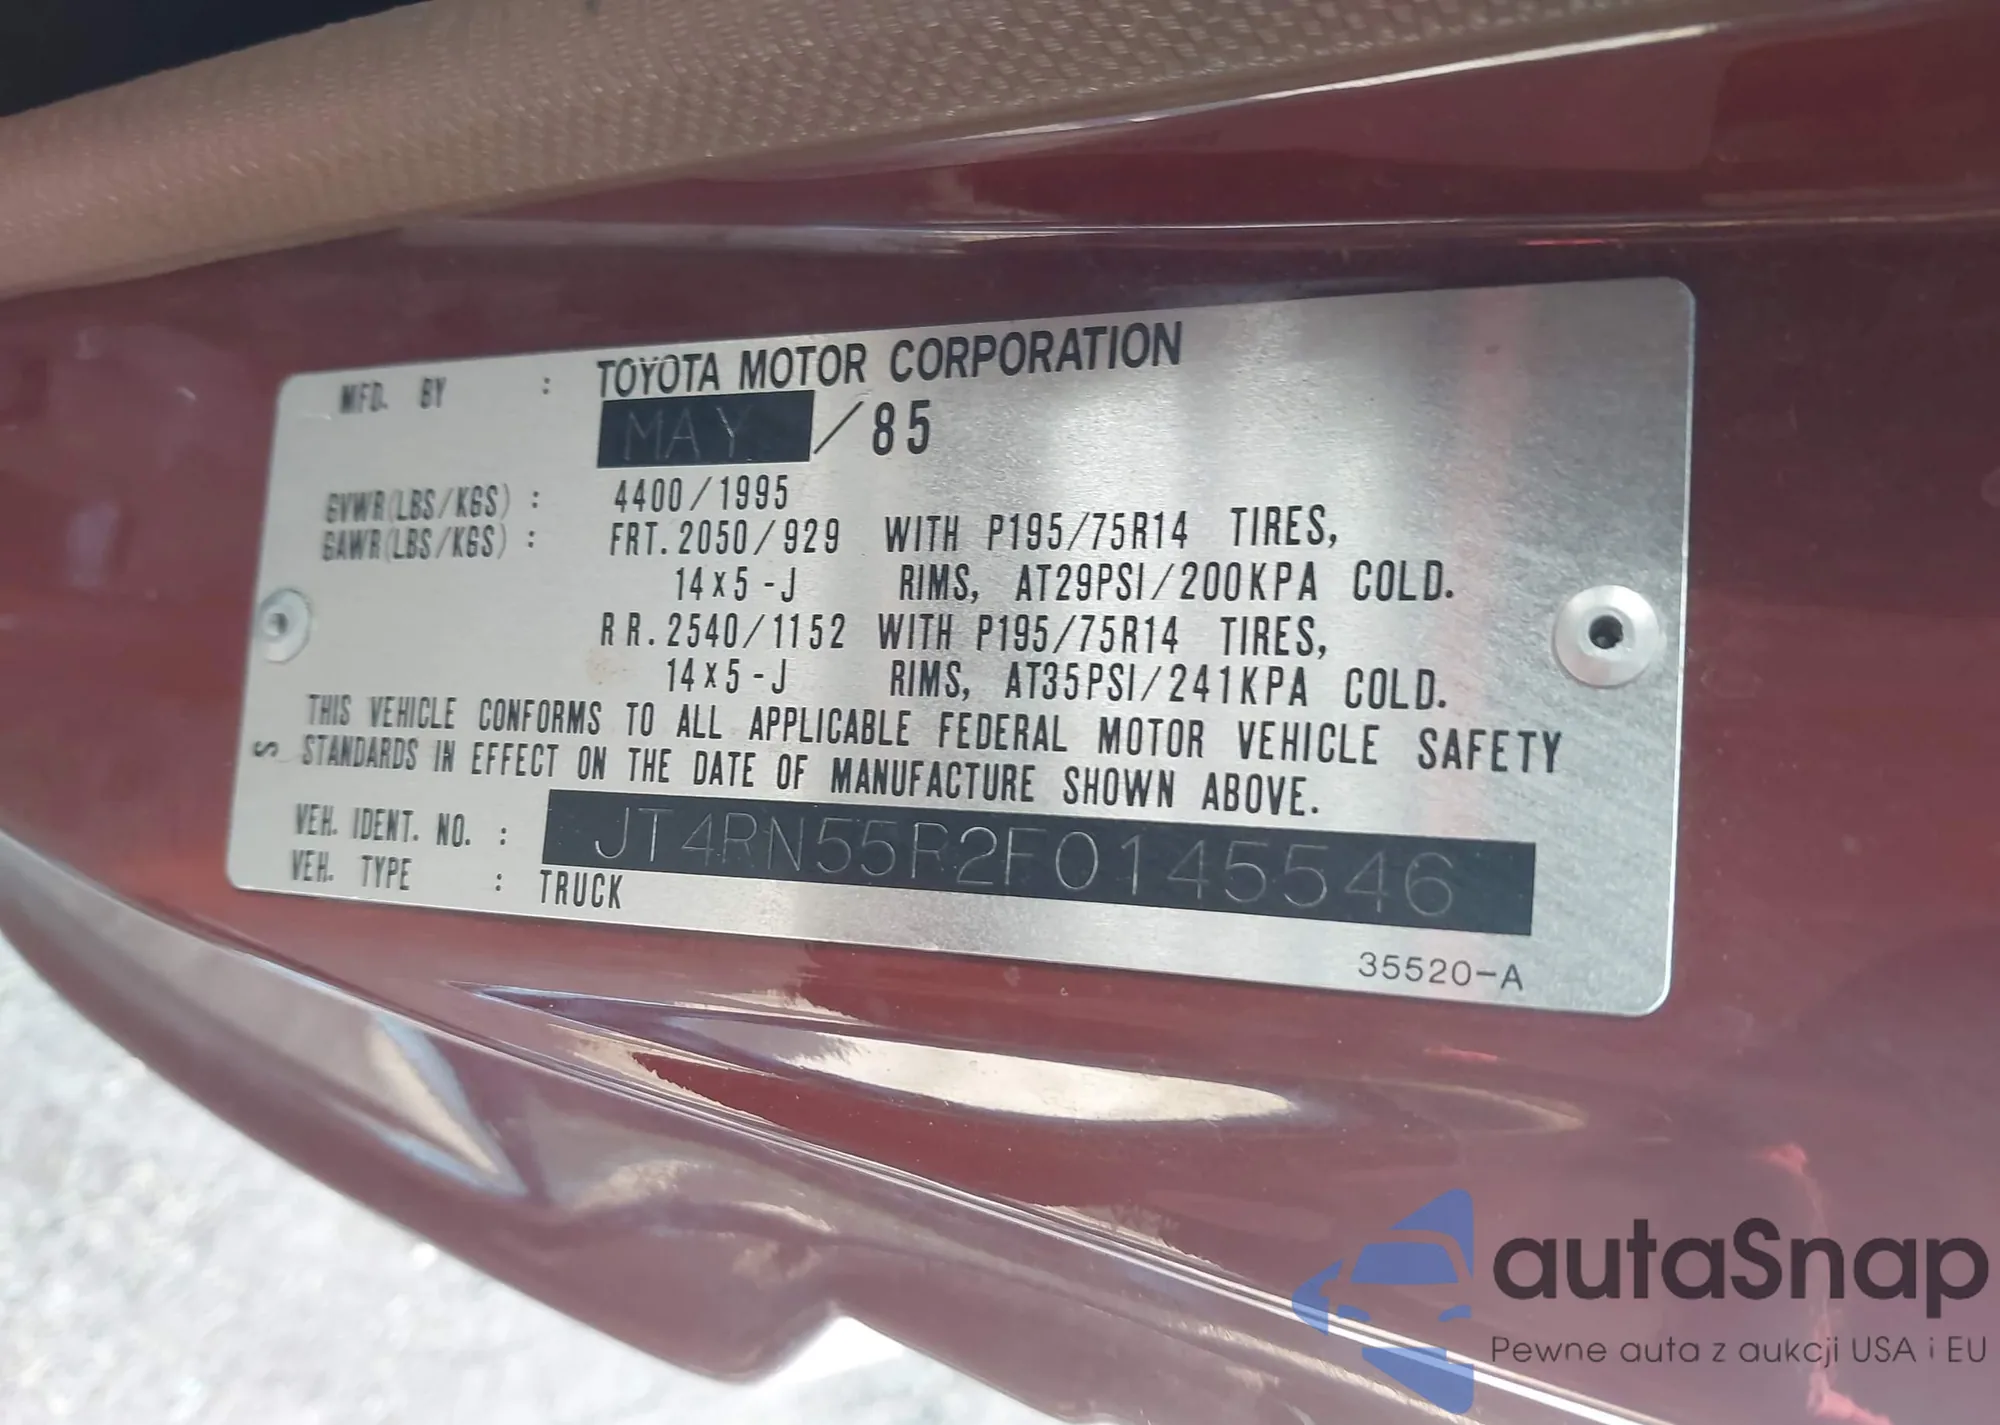 MFD. BY : TOYOTA MOTOR CORPORATION
MAY /85
GVWR(LBS/KGS) : 4400/1995
GAWR(LBS/KGS) : FRT.2050/929 WITH P195/75R14 TIRES,
14x5-J RIMS, AT29PSI/200KPA COLD.
RR.2540/1152 WITH P195/75R14 TIRES,
14x5-J RIMS, AT35PSI/241KPA COLD.
THIS VEHICLE CONFORMS TO ALL APPLICABLE FEDERAL MOTOR VEHICLE SAFETY
S STANDARDS IN EFFECT ON THE DATE OF MANUFACTURE SHOWN ABOVE.
VEH. IDENT. NO. : JT4RN55R2F0145546
VEH. TYPE : TRUCK
35520-A
autaSnap
Pewne auta z aukcji USA i EU